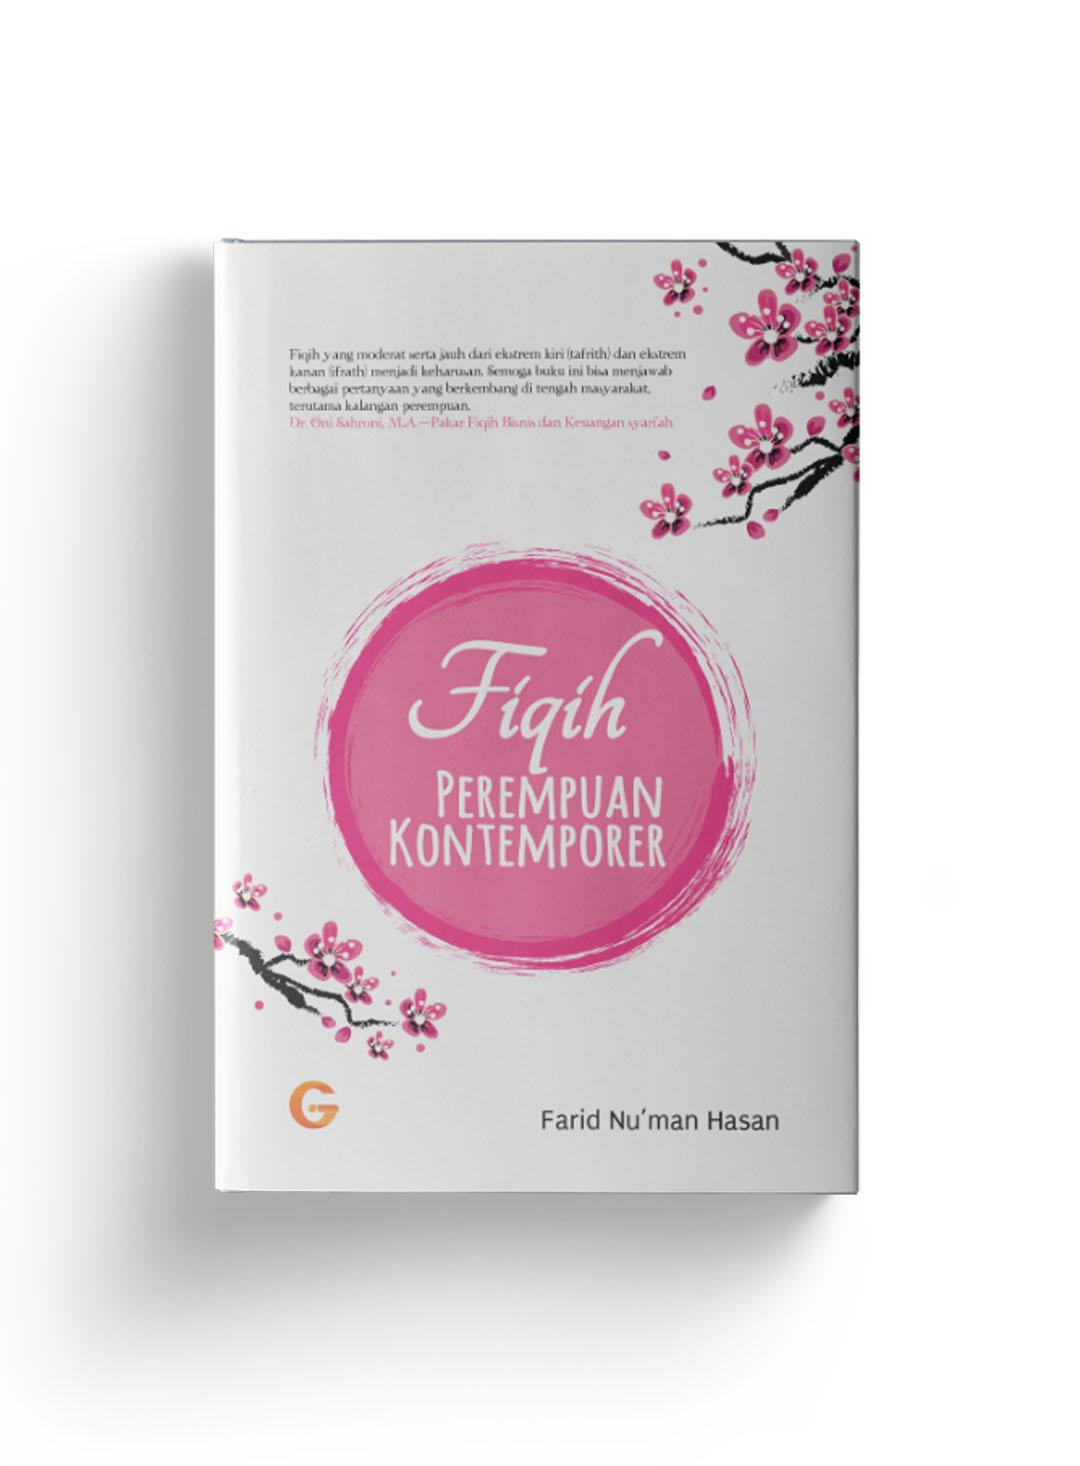 Fiqih yang moderat serta jauh dari ekstrem kiri (tafrith) dan ekstrem
kanan (ifrath) menjadi keharusan. Semoga buku ini bisa menjawab
berbagai pertanyaan yang berkembang di tengah masyarakat,
terutama kalangan perempuan.
Dr. Oni Sahroni, M.A.—Pakar Fiqih Bisnis dan Keuangan syari'ah
Fiqih
PEREMPUAN
KONTEMPORER
G
Farid Nu'man Hasan